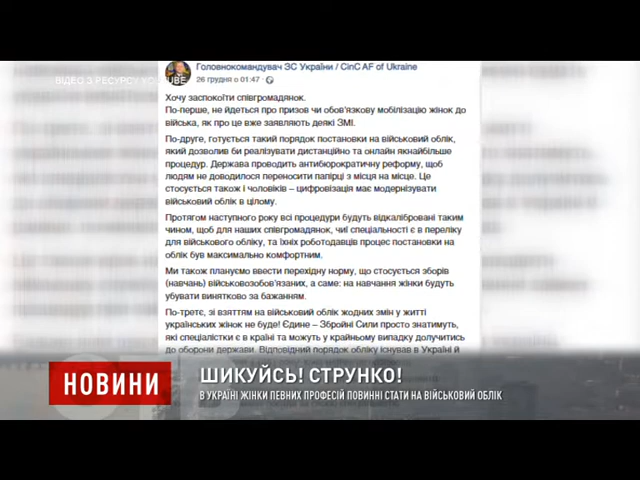 ВІДЕО З РЕСУРСУ YOUTUBE
Головнокомандувач ЗС України / CinC AF of Ukraine
26 грудня о 01:47
Хочу заспокоїти співгромадянок.
По-перше, не йдеться про призов чи обов'язкову мобілізацію жінок до
війська, як про це вже заявляють деякі ЗМІ.
По-друге, готується такий порядок постановки на військовий облік,
який дозволив би реалізувати дистанційно та онлайн якнайбільше
процедур. Держава проводить антибюрократичну реформу, щоб
людям не доводилося переносити папірці з місця на місце. Це
стосується також і чоловіків – цифровізація має модернізувати
військовий облік в цілому.
Протягом наступного року всі процедури будуть відкалібровані таким
чином, щоб для наших співгромадянок, чиї спеціальності є в переліку
для військового обліку, та їхніх роботодавців процес постановки на
облік був максимально комфортним.
Ми також плануємо ввести перехідну норму, що стосується зборів
(навчань) військовозобов'язаних, а саме: на навчання жінки будуть
убувати винятково за бажанням.
По-третє, зі взяттям на військовий облік жодних змін у житті
українських жінок не буде! Єдине – Збройні Сили просто знатимуть,
які спеціалістки є в країні та можуть у крайньому випадку долучитись
до оборони держави. Відповідний порядок обліку існував в Україні й
НОВИНИ
ШИКУЙСЬ! СТРУНКО!
В УКРАЇНІ ЖІНКИ ПЕВНИХ ПРОФЕСІЙ ПОВИННІ СТАТИ НА ВІЙСЬКОВИЙ ОБЛІК